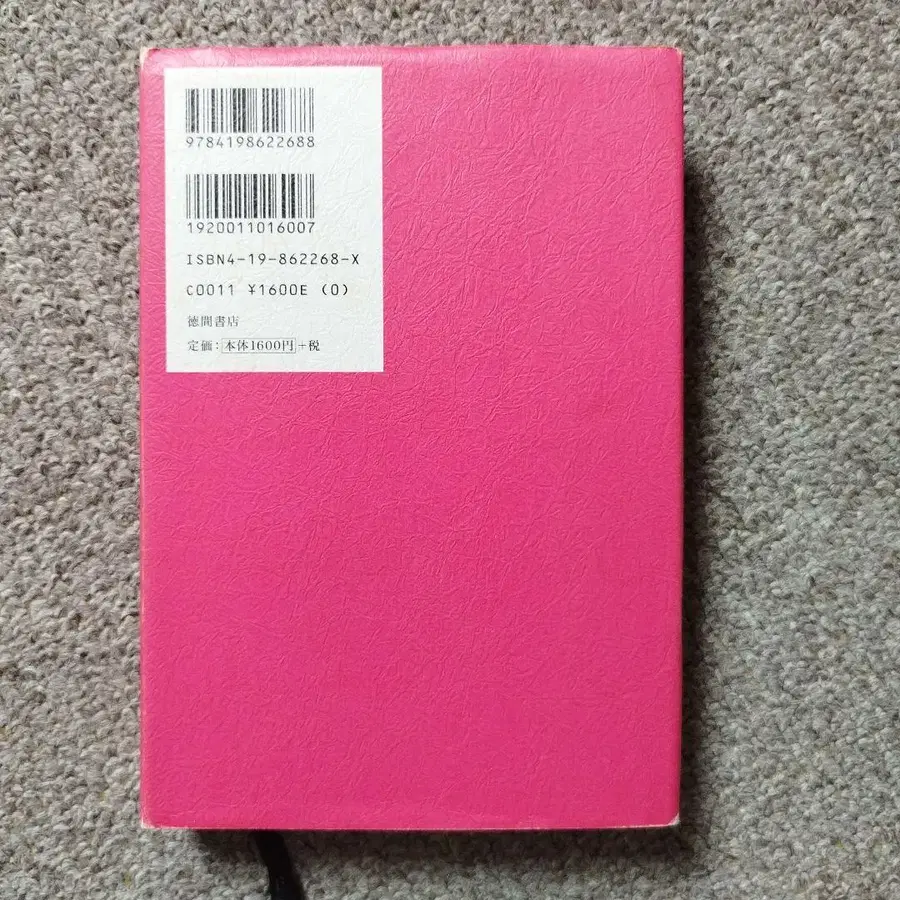 9784198622688
1920011016007
ISBN4-19-862268-X
C0011 ¥1600E (0)
徳間書店
定価：本体1600円+税